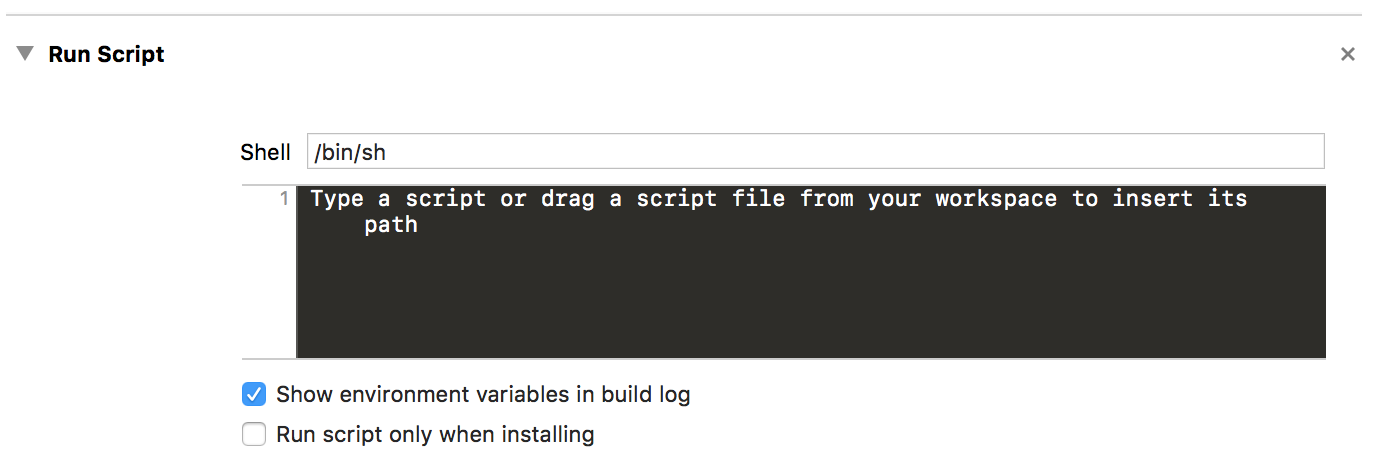 Run Script
Shell /bin/sh
1 Type a script or drag a script file from your workspace to insert its
path
Show environment variables in build log
Run script only when installing